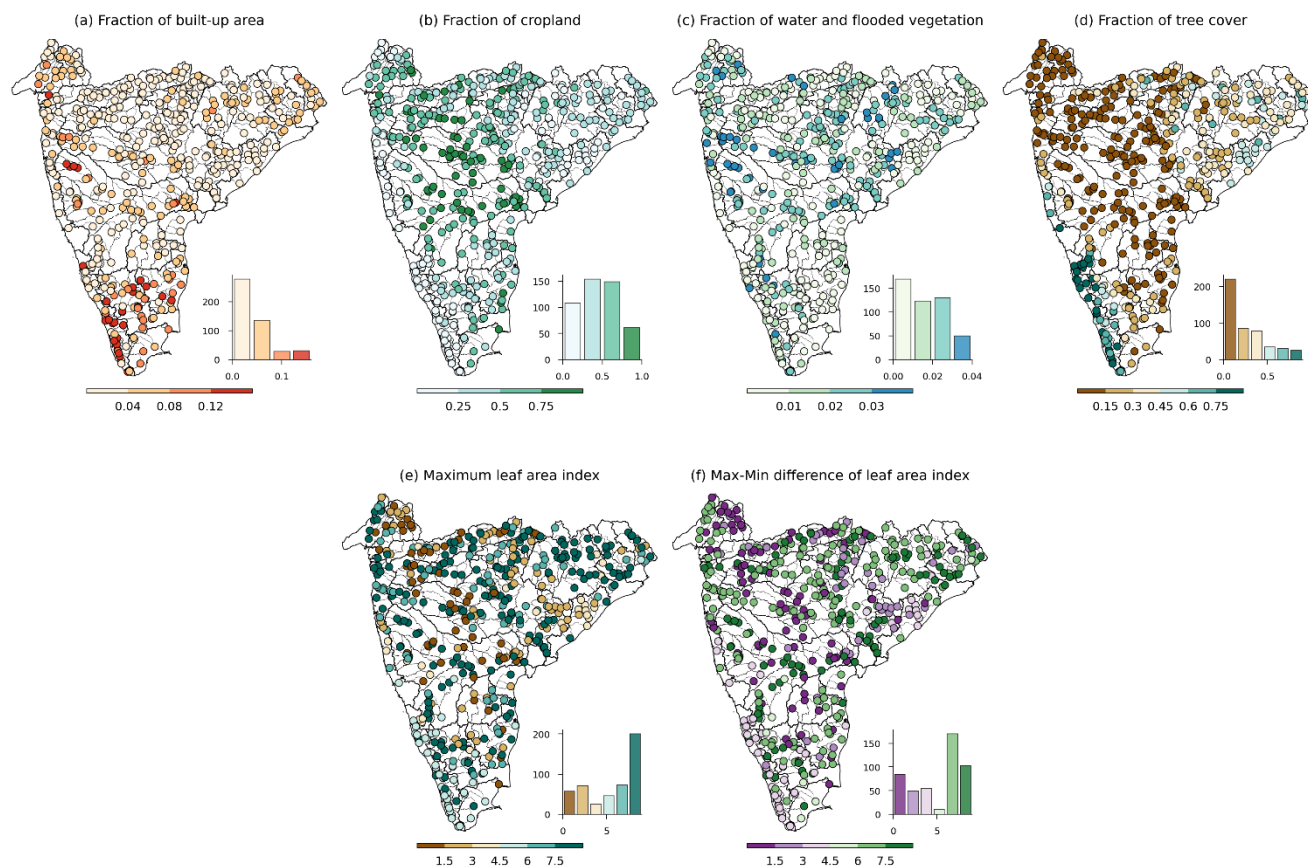 (a) Fraction of built-up area
(b) Fraction of cropland
(c) Fraction of water and flooded vegetation
(d) Fraction of tree cover
200
100
0
0.0 0.1
0.04 0.08 0.12
150
100
50
0
0.0 0.5 1.0
0.25 0.5 0.75
150
100
50
0
0.00 0.02 0.04
0.01 0.02 0.03
200
100
0
0.0 0.5
0.15 0.3 0.45 0.6 0.75
(e) Maximum leaf area index
(f) Max-Min difference of leaf area index
200
100
0
0 5
1.5 3 4.5 6 7.5
150
100
50
0
0 5
1.5 3 4.5 6 7.5